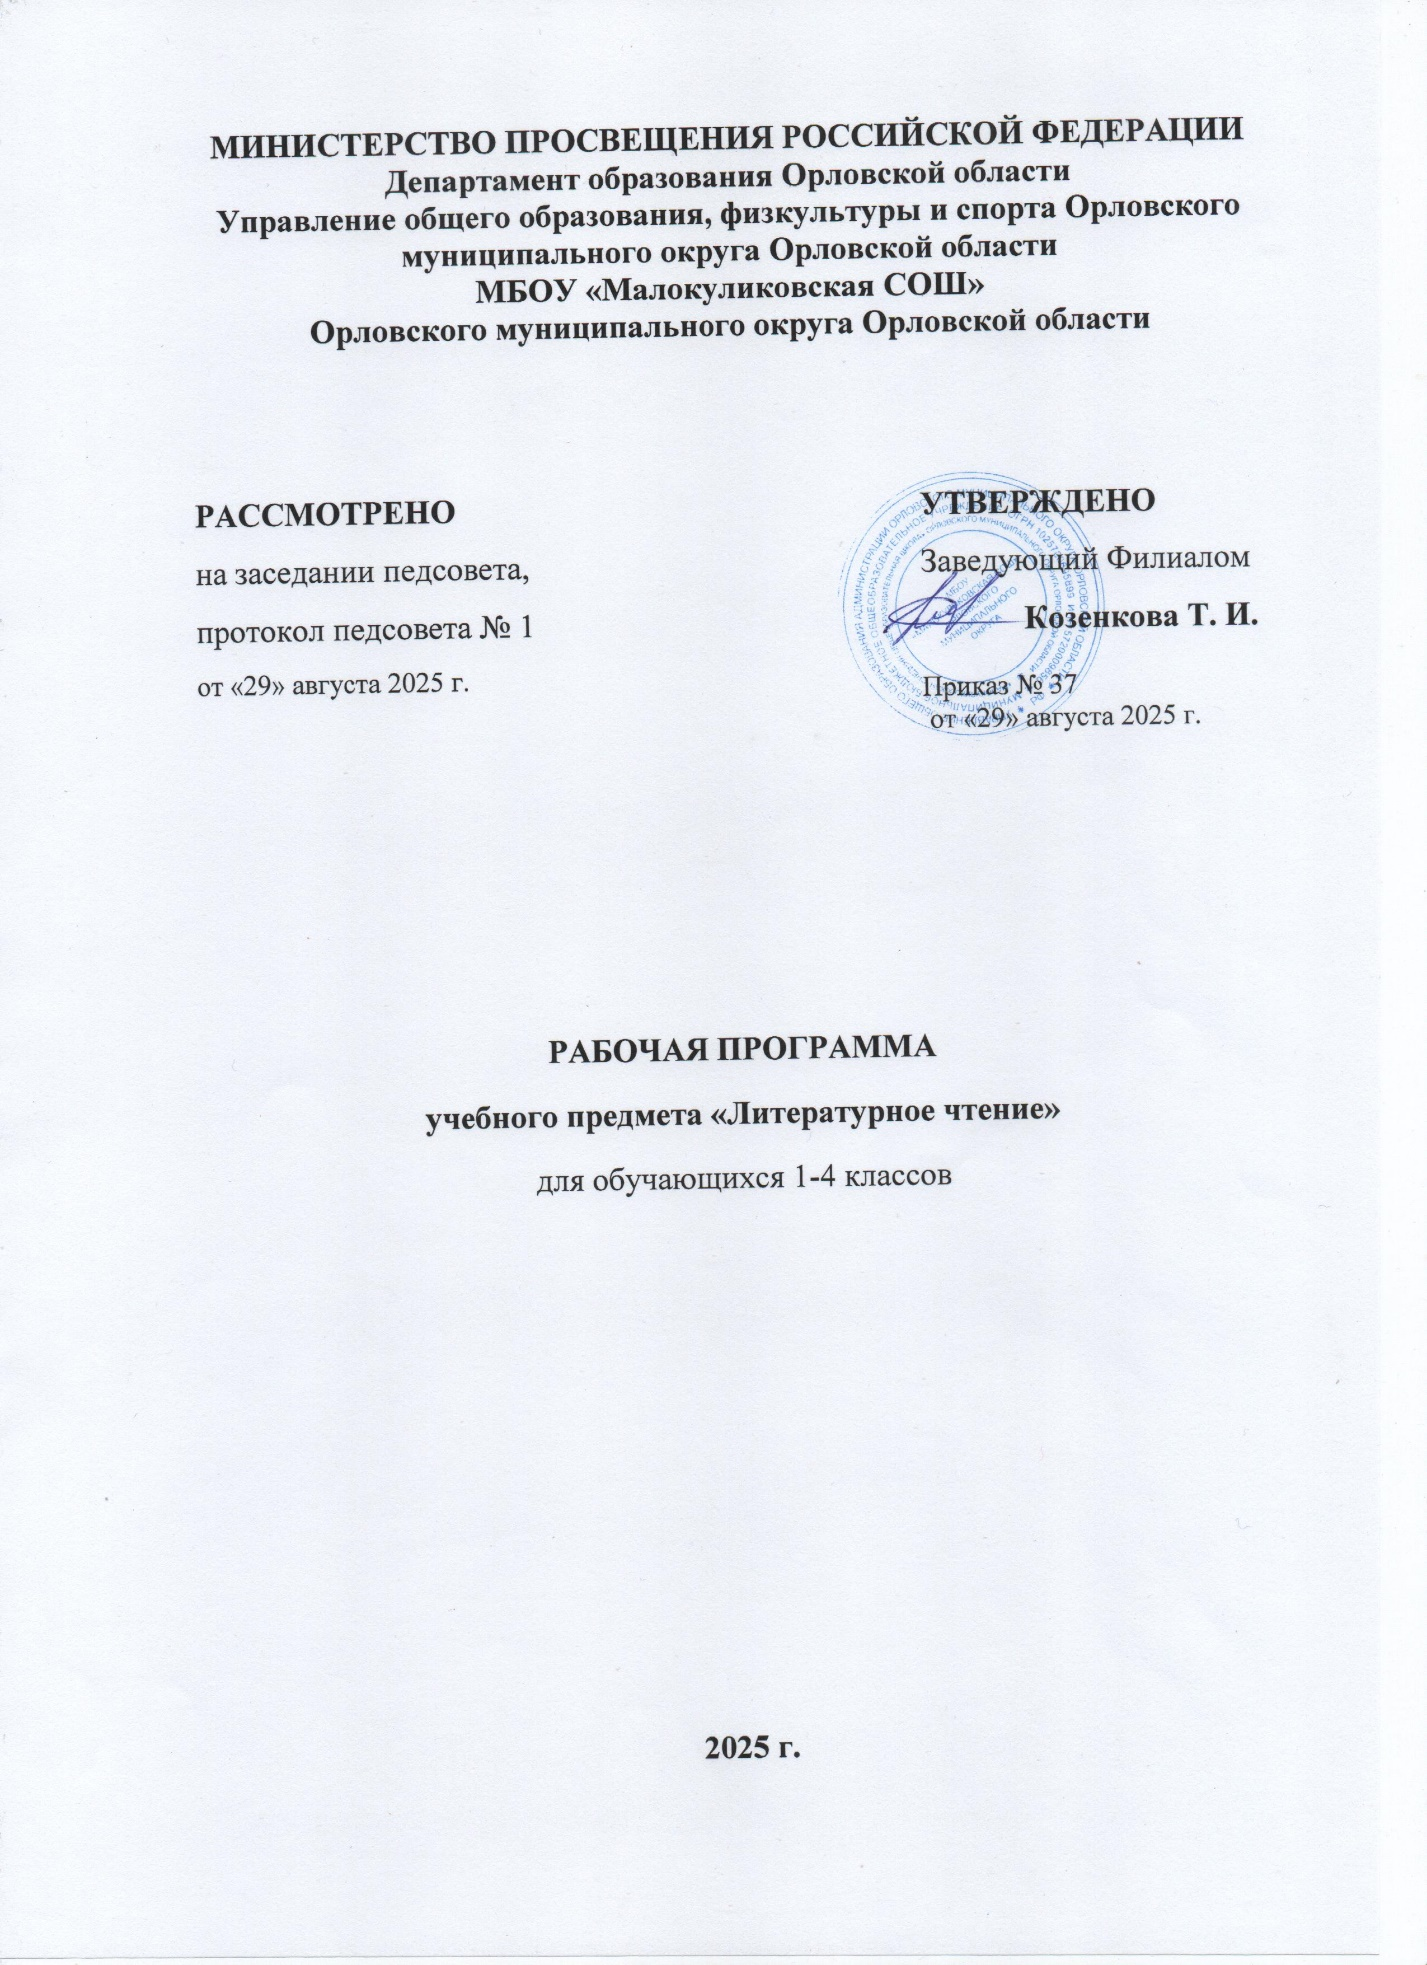 МИНИСТЕРСТВО ПРОСВЕЩЕНИЯ РОССИЙСКОЙ ФЕДЕРАЦИИ
Департамент образования Орловской области
Управление общего образования, физкультуры и спорта Орловского
муниципального округа Орловской области
МБОУ «Малокуликовская СОШ»
Орловского муниципального округа Орловской области
РАССМОТРЕНО
на заседании педсовета,
протокол педсовета № 1
от «29» августа 2025 г.
УТВЕРЖДЕНО
Заведующий Филиалом
Козенкова Т. И.
Приказ № 37
от «29» августа 2025 г.
МБОУ
МУНИЦИПАЛЬНОГО
ОКРУГА
РАБОЧАЯ ПРОГРАММА
учебного предмета «Литературное чтение»
для обучающихся 1-4 классов
2025 г.